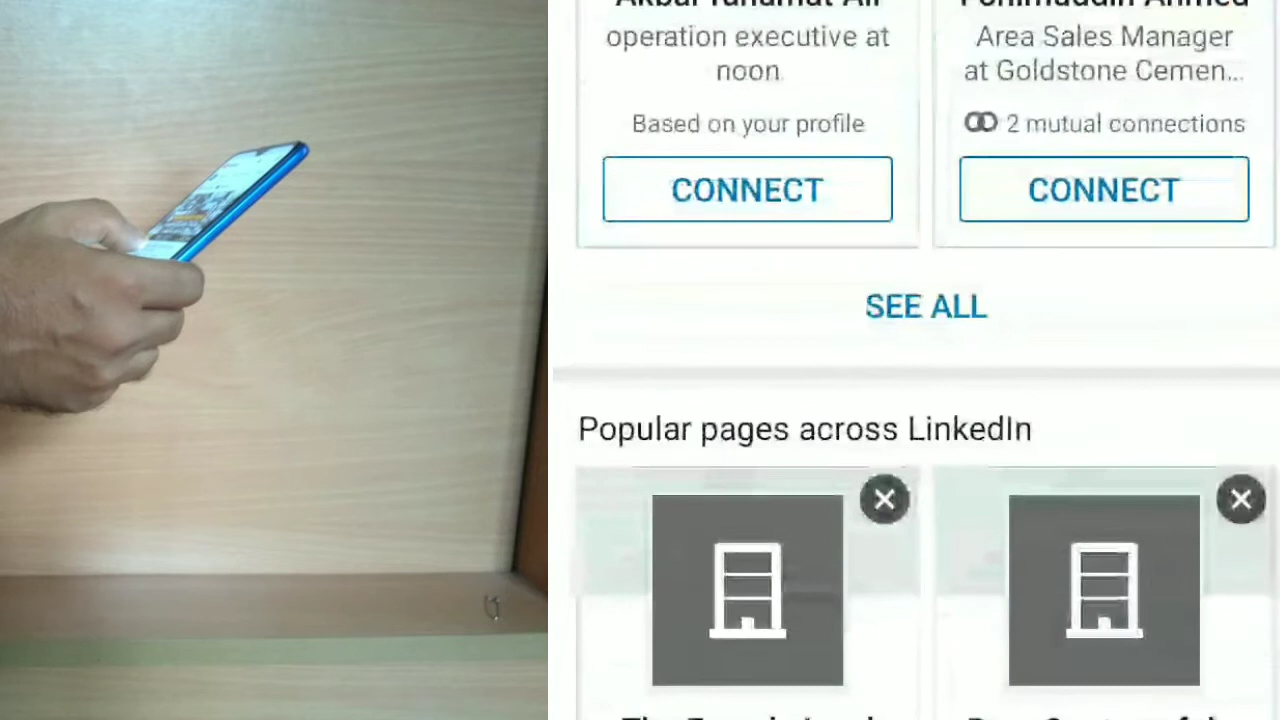 operation executive at
noon
Based on your profile
CONNECT
Area Sales Manager
at Goldstone Cemen...
2 mutual connections
CONNECT
SEE ALL
Popular pages across LinkedIn